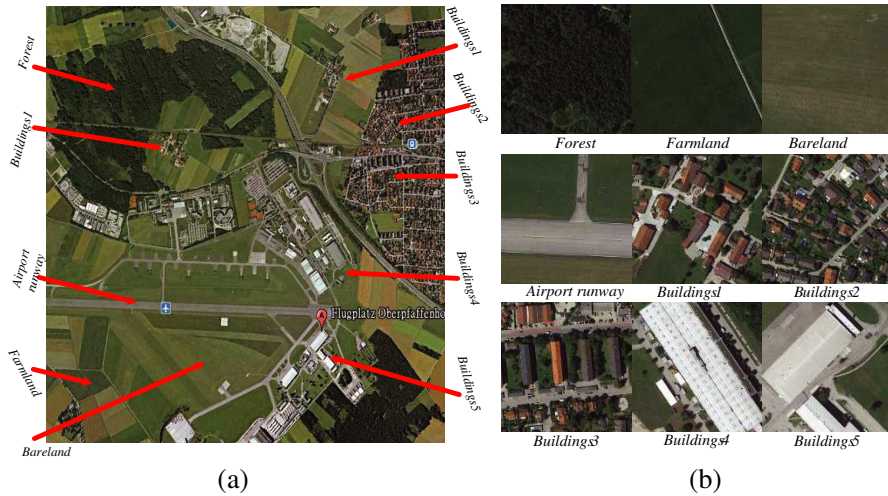 Forest
Buildings1
Airport runway
Farmland
Bareland
Buildings1
Buildings2
Buildings3
Buildings4
Buildings5
A
Flugplatz Oberpfaffenho
(a)
Forest Farmland Bareland
Airport runway Buildings1 Buildings2
Buildings3 Buildings4 Buildings5
(b)